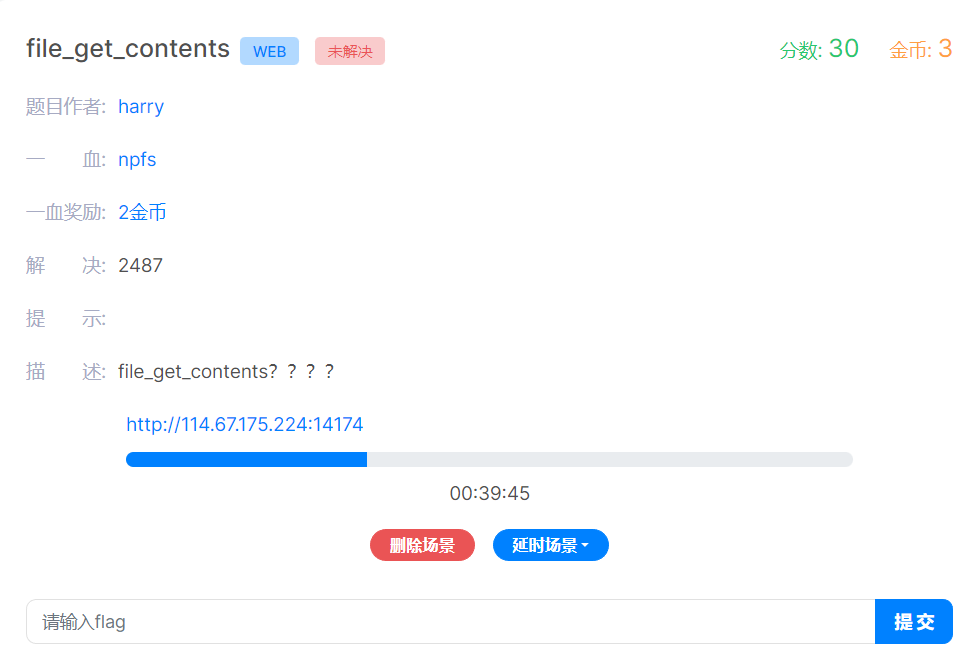 file_get_contents WEB 未解决 分数: 30 金币: 3
题目作者: harry
一 血: npfs
一血奖励: 2金币
解 决: 2487
提 示:
描 述: file_get_contents？？？？
http://114.67.175.224:14174
00:39:45
删除场景 延时场景
请输入flag 提交